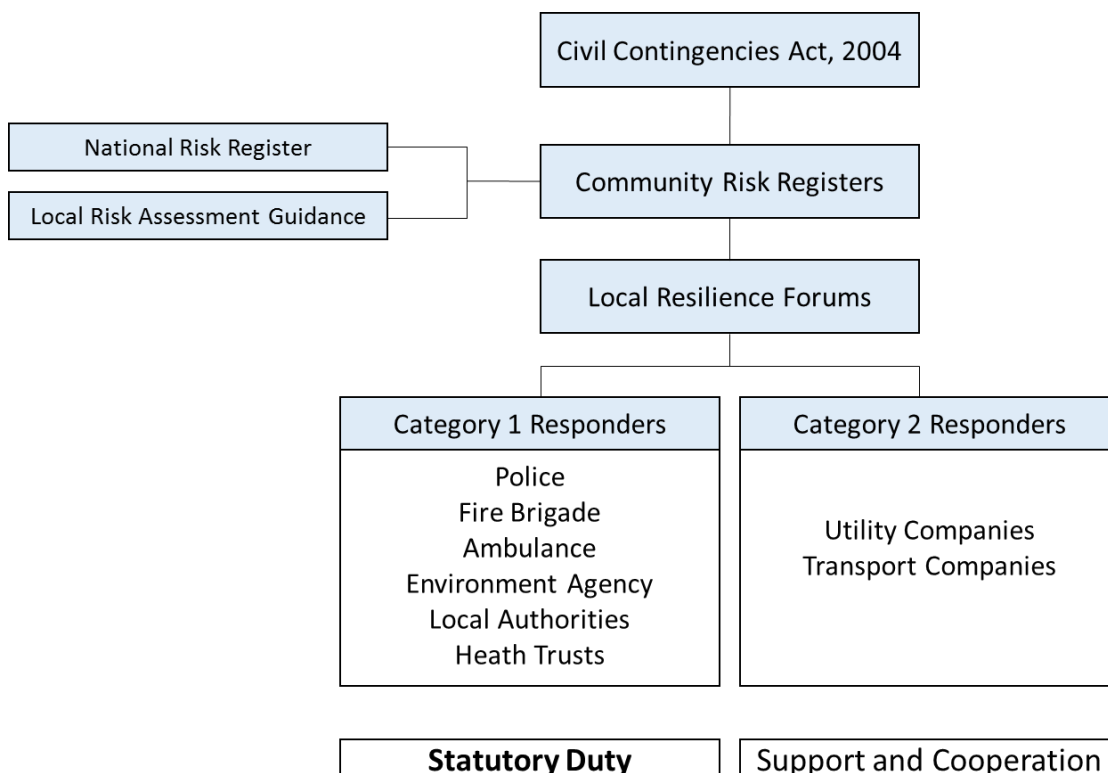 Civil Contingencies Act, 2004
National Risk Register
Community Risk Registers
Local Risk Assessment Guidance
Local Resilience Forums
Category 1 Responders
Police
Fire Brigade
Ambulance
Environment Agency
Local Authorities
Heath Trusts
Category 2 Responders
Utility Companies
Transport Companies
Statutory Duty
Support and Cooperation